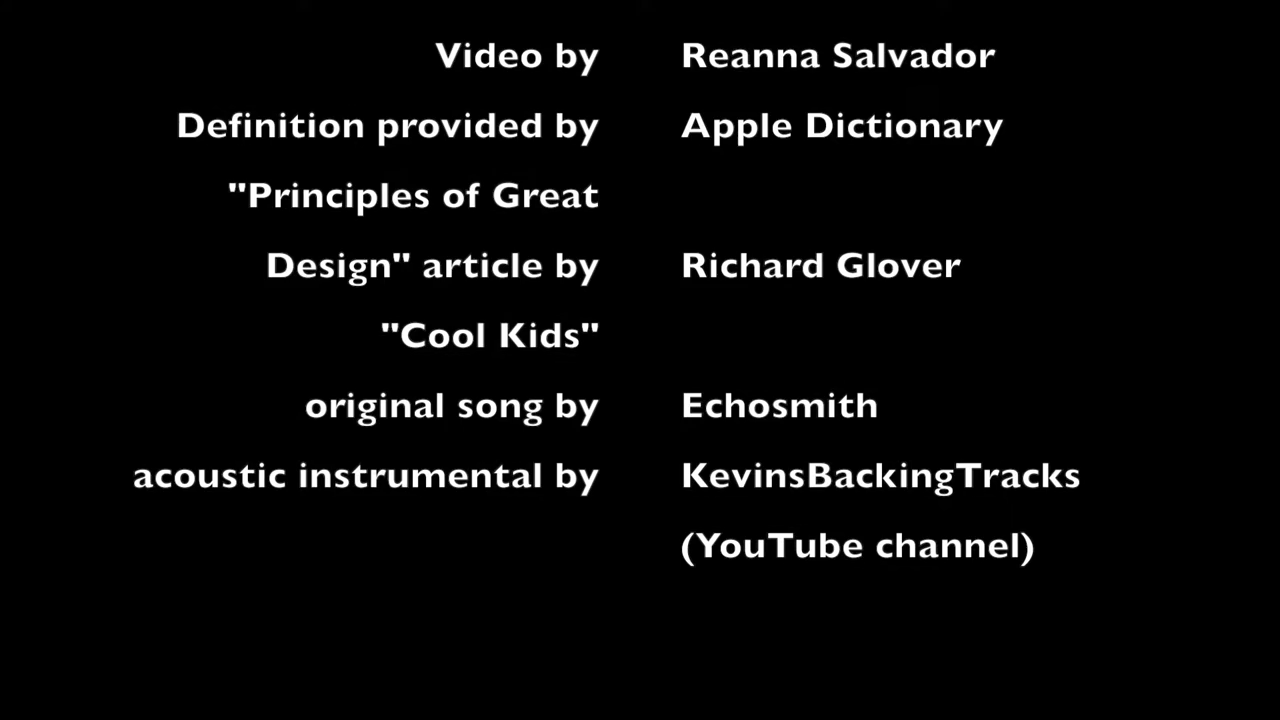 Video by Reanna Salvador
Definition provided by Apple Dictionary
"Principles of Great
Design" article by Richard Glover
"Cool Kids"
original song by Echosmith
acoustic instrumental by KevinsBackingTracks
(YouTube channel)